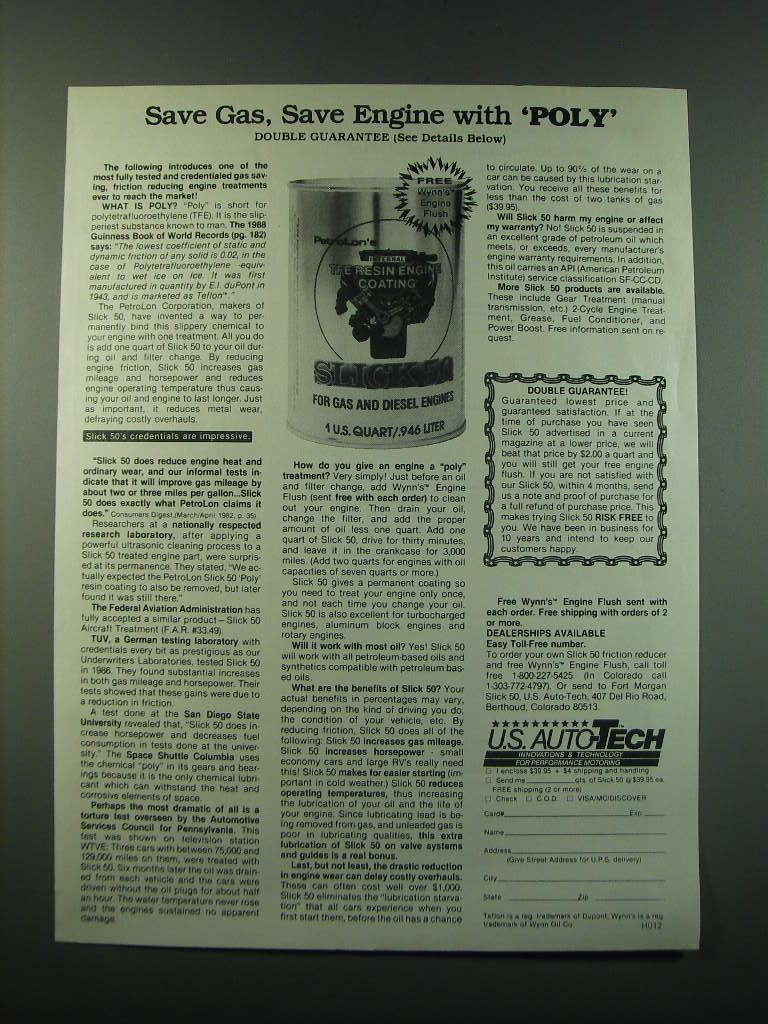 Save Gas, Save Engine with ‘POLY’
DOUBLE GUARANTEE (See Details Below)
The following introduces one of the
most fully tested and credentialed gas sav-
ing, friction reducing engine treatments
ever to reach the market!
WHAT IS POLY? "Poly" is short for
polytetrafluoroethylene (TFE). It is the slip-
periest substance known to man. The 1988
Guinness Book of World Records (pg. 182)
says: "The lowest coefficient of static and
dynamic friction of any solid is 0.02, in the
case of Polytetrafluoroethylene equiv-
alent to wet ice on ice. It was first
manufactured in quantity by E.I. duPont in
1943, and is marketed as Teflon"."
The PetroLon Corporation, makers of
Slick 50, have invented a way to per-
manently bind this slippery chemical to
your engine with one treatment. All you do
is add one quart of Slick 50 to your oil dur-
ing oil and filter change. By reducing
engine friction, Slick 50 increases gas
mileage and horsepower and reduces
engine operating temperature thus caus-
ing your oil and engine to last longer. Just
as important, it reduces metal wear,
defraying costly overhauls.
Slick 50's credentials are impressive.
"Slick 50 does reduce engine heat and
ordinary wear, and our informal tests in-
dicate that it will improve gas mileage by
about two or three miles per gallon...Slick
50 does exactly what PetroLon claims it
does." Consumers Digest,(March/April 1982, p. 35).
Researchers at a nationally respected
research laboratory, after applying a
powerful ultrasonic cleaning process to a
Slick 50 treated engine part, were surpris-
ed at its permanence. They stated, "We ac-
tually expected the PetroLon Slick 50 'Poly'
resin coating to also be removed, but later
found it was still there."
The Federal Aviation Administration has
fully accepted a similar product – Slick 50
Aircraft Treatment (F.A.R. #33.49).
TUV, a German testing laboratory with
credentials every bit as prestigious as our
Underwriters Laboratories, tested Slick 50
in 1986. They found substantial increases
in both gas mileage and horsepower. Their
tests showed that these gains were due to
a reduction in friction.
A test done at the San Diego State
University revealed that, "Slick 50 does in-
crease horsepower and decreases fuel
consumption in tests done at the univer-
sity." The Space Shuttle Columbia uses
the chemical "poly" in its gears and bear-
ings because it is the only chemical lubri-
cant which can withstand the heat and
corrosive elements of space.
Perhaps the most dramatic of all is a
torture test overseen by the Automotive
Services Council for Pennsylvania. This
test was shown on television station
WTVE: Three cars with between 75,000 and
129,000 miles on them, were treated with
Slick 50. Six months later the oil was drain-
ed from each vehicle and the cars were
driven without the oil plugs for about half
an hour. The water temperature never rose
and the engines sustained no apparent
damage.
FREE
Wynn's™
Engine
Flush
PetroLon's
INTEGRAL
TFE RESIN ENGINE
COATING
SLICK 50
FOR GAS AND DIESEL ENGINES
1 U.S. QUART/.946 LITER
How do you give an engine a "poly"
treatment? Very simply! Just before an oil
and filter change, add Wynn's™ Engine
Flush (sent free with each order) to clean
out your engine. Then drain your oil,
change the filter, and add the proper
amount of oil less one quart. Add one
quart of Slick 50, drive for thirty minutes,
and leave it in the crankcase for 3,000
miles. (Add two quarts for engines with oil
capacities of seven quarts or more.)
Slick 50 gives a permanent coating so
you need to treat your engine only once,
and not each time you change your oil.
Slick 50 is also excellent for turbocharged
engines, aluminum block engines and
rotary engines.
Will it work with most oil? Yes! Slick 50
will work with all petroleum-based oils and
synthetics compatible with petroleum bas-
ed oils.
What are the benefits of Slick 50? Your
actual benefits in percentages may vary,
depending on the kind of driving you do,
the condition of your vehicle, etc. By
reducing friction, Slick 50 does all of the
following: Slick 50 increases gas mileage.
Slick 50 increases horsepower - small
economy cars and large RV's really need
this! Slick 50 makes for easier starting (im-
portant in cold weather.) Slick 50 reduces
operating temperatures, thus increasing
the lubrication of your oil and the life of
your engine. Since lubricating lead is be-
ing removed from gas, and unleaded gas is
poor in lubricating qualities, this extra
lubrication of Slick 50 on valve systems
and guides is a real bonus.
Last, but not least, the drastic reduction
in engine wear can delay costly overhauls.
These can often cost well over $1,000.
Slick 50 eliminates the "lubrication starva-
tion" that all cars experience when you
first start them, before the oil has a chance
to circulate. Up to 90% of the wear on a
car can be caused by this lubrication star-
vation. You receive all these benefits for
less than the cost of two tanks of gas
($39.95).
Will Slick 50 harm my engine or affect
my warranty? No! Slick 50 is suspended in
an excellent grade of petroleum oil which
meets, or exceeds, every manufacturer's
engine warranty requirements. In addition,
this oil carries an API (American Petroleum
Institute) service classification SF-CC-CD.
More Slick 50 products are available.
These include Gear Treatment (manual
transmission, etc.) 2-Cycle Engine Treat-
ment, Grease, Fuel Conditioner, and
Power Boost. Free information sent on re-
quest.
DOUBLE GUARANTEE!
Guaranteed lowest price and
guaranteed satisfaction. If at the
time of purchase you have seen
Slick 50 advertised in a current
magazine at a lower price, we will
beat that price by $2.00 a quart and
you will still get your free engine
flush. If you are not satisfied with
our Slick 50, within 4 months, send
us a note and proof of purchase for
a full refund of purchase price. This
makes trying Slick 50 RISK FREE to
you. We have been in business for
10 years and intend to keep our
customers happy.
Free Wynn's™ Engine Flush sent with
each order. Free shipping with orders of 2
or more.
DEALERSHIPS AVAILABLE
Easy Toll-Free number.
To order your own Slick 50 friction reducer
and free Wynn's™ Engine Flush, call toll
free 1-800-227-5425. (In Colorado call
1-303-772-4797). Or send to Fort Morgan
Slick 50, U.S. Auto-Tech, 407 Del Rio Road,
Berthoud, Colorado 80513.
U.S. AUTO-TECH™
INNOVATIONS & TECHNOLOGY
FOR PERFORMANCE MOTORING
□ I enclose $39.95 + $4 shipping and handling
□ Send me qts of Slick 50 @ $39.95 ea.
FREE shipping (2 or more)
□ Check □ C.O.D. □ VISA/MC/DISCOVER
Card# Exp
Name
Address
(Give Street Address for U.P.S. delivery)
City
State Zip
Teflon is a reg. trademark of Dupont, Wynn's is a reg
trademark of Wynn Oil Co. H012